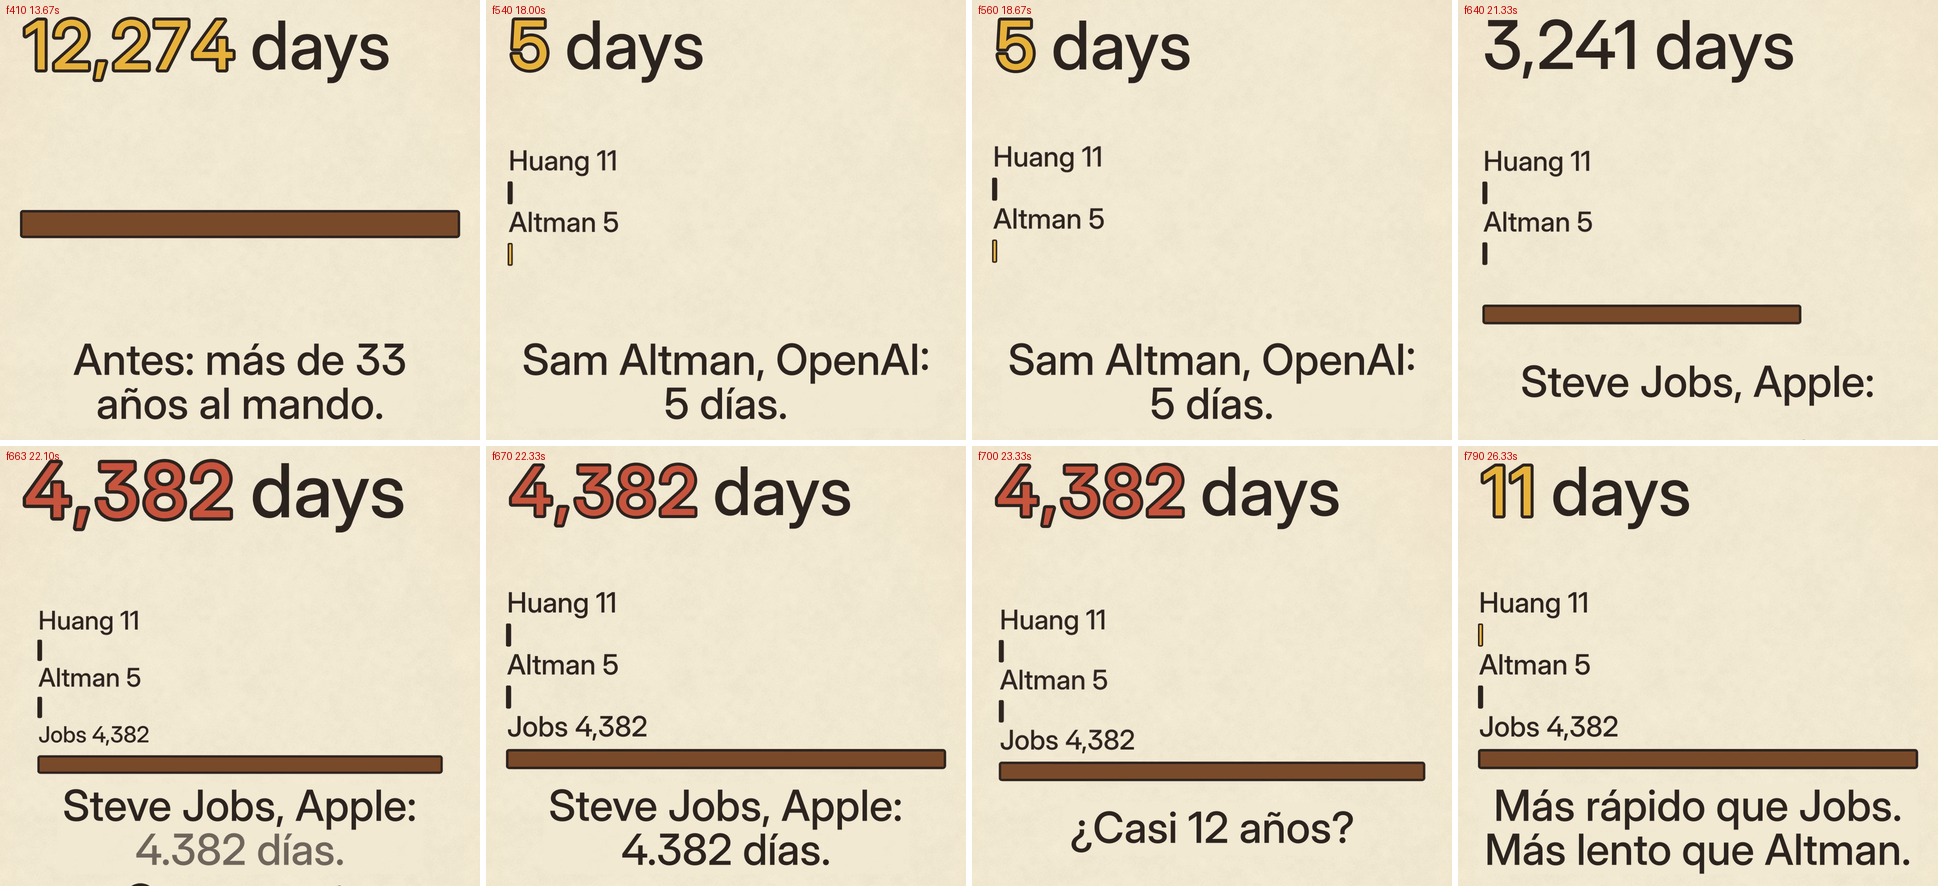 f410 13.67s
12,274 days
Antes: más de 33
años al mando.
f540 18.00s
5 days
Huang 11
Altman 5
Sam Altman, OpenAI:
5 días.
f560 18.67s
5 days
Huang 11
Altman 5
Sam Altman, OpenAI:
5 días.
f640 21.33s
3,241 days
Huang 11
Altman 5
Steve Jobs, Apple:
f663 22.10s
4,382 days
Huang 11
Altman 5
Jobs 4,382
Steve Jobs, Apple:
4.382 días.
f670 22.33s
4,382 days
Huang 11
Altman 5
Jobs 4,382
Steve Jobs, Apple:
4.382 días.
f700 23.33s
4,382 days
Huang 11
Altman 5
Jobs 4,382
¿Casi 12 años?
f790 26.33s
11 days
Huang 11
Altman 5
Jobs 4,382
Más rápido que Jobs.
Más lento que Altman.